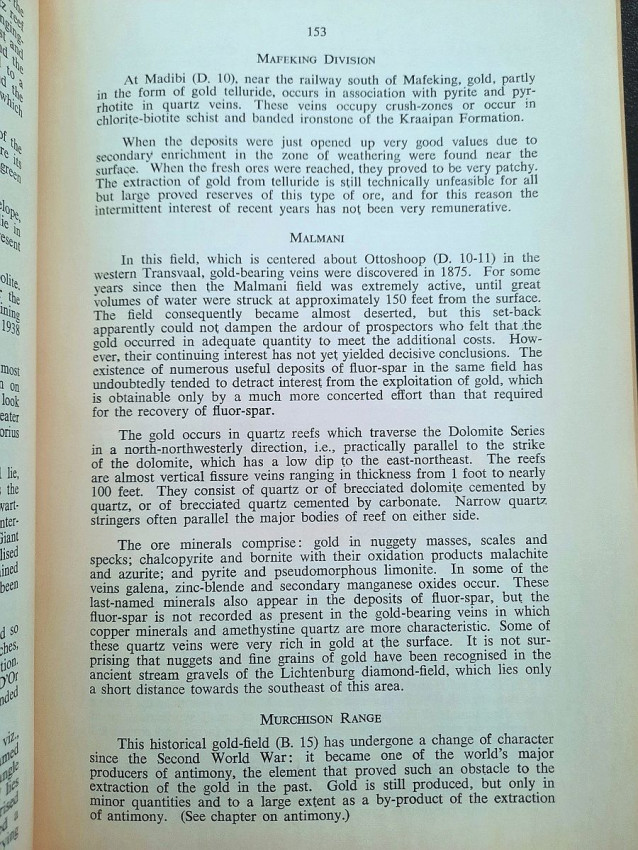 153
MAFEKING DIVISION
At Madibi (D. 10), near the railway south of Mafeking, gold, partly
in the form of gold telluride, occurs in association with pyrite and pyr-
rhotite in quartz veins. These veins occupy crush-zones or occur in
chlorite-biotite schist and banded ironstone of the Kraaipan Formation.
When the deposits were just opened up very good values due to
secondary enrichment in the zone of weathering were found near the
surface. When the fresh ores were reached, they proved to be very patchy.
The extraction of gold from telluride is still technically unfeasible for all
but large proved reserves of this type of ore, and for this reason the
intermittent interest of recent years has not been very remunerative.
MALMANI
In this field, which is centered about Ottoshoop (D. 10-11) in the
western Transvaal, gold-bearing veins were discovered in 1875. For some
years since then the Malmani field was extremely active, until great
volumes of water were struck at approximately 150 feet from the surface.
The field consequently became almost deserted, but this set-back
apparently could not dampen the ardour of prospectors who felt that the
gold occurred in adequate quantity to meet the additional costs. How-
ever, their continuing interest has not yet yielded decisive conclusions. The
existence of numerous useful deposits of fluor-spar in the same field has
undoubtedly tended to detract interest from the exploitation of gold, which
is obtainable only by a much more concerted effort than that required
for the recovery of fluor-spar.
The gold occurs in quartz reefs which traverse the Dolomite Series
in a north-northwesterly direction, i.e., practically parallel to the strike
of the dolomite, which has a low dip to the east-northeast. The reefs
are almost vertical fissure veins ranging in thickness from 1 foot to nearly
100 feet. They consist of quartz or of brecciated dolomite cemented by
quartz, or of brecciated quartz cemented by carbonate. Narrow quartz
stringers often parallel the major bodies of reef on either side.
The ore minerals comprise: gold in nuggety masses, scales and
specks; chalcopyrite and bornite with their oxidation products malachite
and azurite; and pyrite and pseudomorphous limonite. In some of the
veins galena, zinc-blende and secondary manganese oxides occur. These
last-named minerals also appear in the deposits of fluor-spar, but the
fluor-spar is not recorded as present in the gold-bearing veins in which
copper minerals and amethystine quartz are more characteristic. Some of
these quartz veins were very rich in gold at the surface. It is not sur-
prising that nuggets and fine grains of gold have been recognised in the
ancient stream gravels of the Lichtenburg diamond-field, which lies only
a short distance towards the southeast of this area.
MURCHISON RANGE
This historical gold-field (B. 15) has undergone a change of character
since the Second World War: it became one of the world's major
producers of antimony, the element that proved such an obstacle to the
extraction of the gold in the past. Gold is still produced, but only in
minor quantities and to a large extent as a by-product of the extraction
of antimony. (See chapter on antimony.)